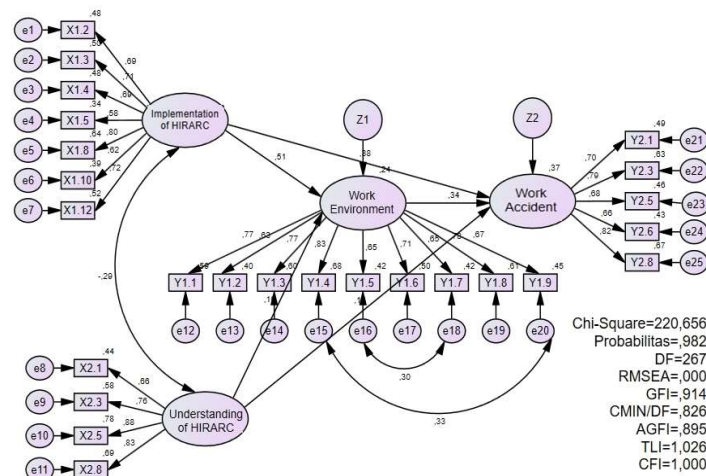 ,48
e1 X1.2
,50
e2 X1.3 ,69
,48 ,71
e3 X1.4 ,69
,34
e4 X1.5 ,58
,64 ,80
e5 X1.8 ,62
,39
e6 X1.10 ,72
,52
e7 X1.12
Implementation
of HIRARC
Z1
Z2
,51
,38
,24
,34
,37
Work
Environment
Work
Accident
,49
,70 Y2.1 e21
,63
,79 Y2.3 e22
,46
,68 Y2.5 e23
,43
,66 Y2.6 e24
,67
,82 Y2.8 e25
,77 ,63 ,77 ,83 ,65 ,71 ,65 ,67
,59 ,40 ,60 ,68 ,42 ,50 ,42 ,61 ,45
Y1.1 Y1.2 Y1.3 Y1.4 Y1.5 Y1.6 Y1.7 Y1.8 Y1.9
e12 e13 e14 e15 e16 e17 e18 e19 e20
-,29
,30
,33
,44
e8 X2.1
,58 ,66
e9 X2.3
,76
,78
e10 X2.5 ,88
,69 ,83
e11 X2.8
Understanding
of HIRARC
Chi-Square=220,656
Probabilitas=,982
DF=267
RMSEA=,000
GFI=,914
CMIN/DF=,826
AGFI=,895
TLI=1,026
CFI=1,000